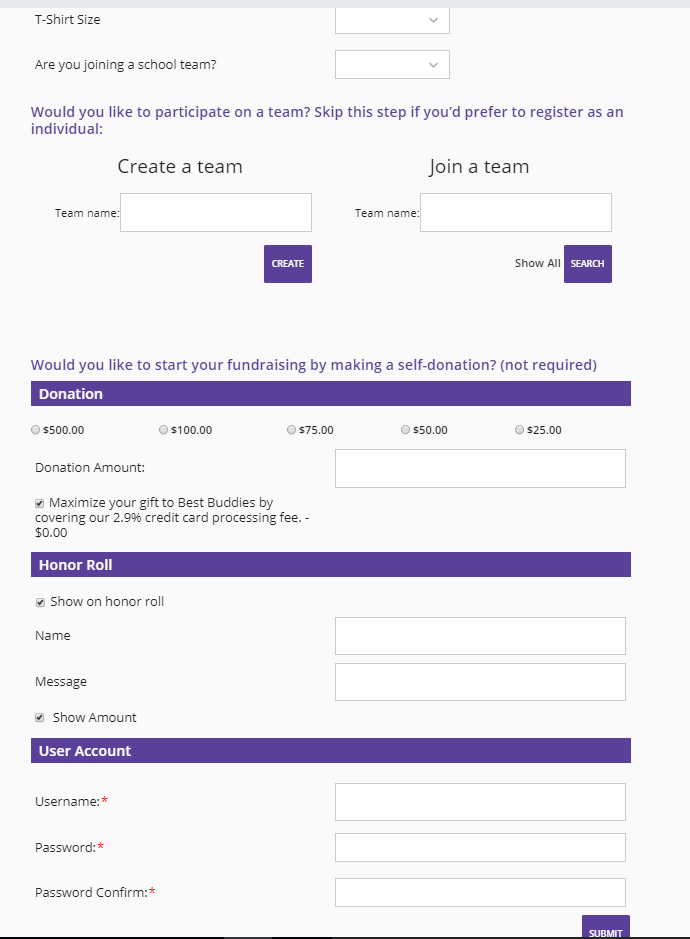 T-Shirt Size
Are you joining a school team?
Would you like to participate on a team? Skip this step if you'd prefer to register as an
individual:
Create a team
Join a team
Team name:
Team name:
CREATE
Show All SEARCH
Would you like to start your fundraising by making a self-donation? (not required)
Donation
$500.00 $100.00 $75.00 $50.00 $25.00
Donation Amount:
Maximize your gift to Best Buddies by
covering our 2.9% credit card processing fee. -
$0.00
Honor Roll
Show on honor roll
Name
Message
Show Amount
User Account
Username:*
Password:*
Password Confirm:*
SUBMIT